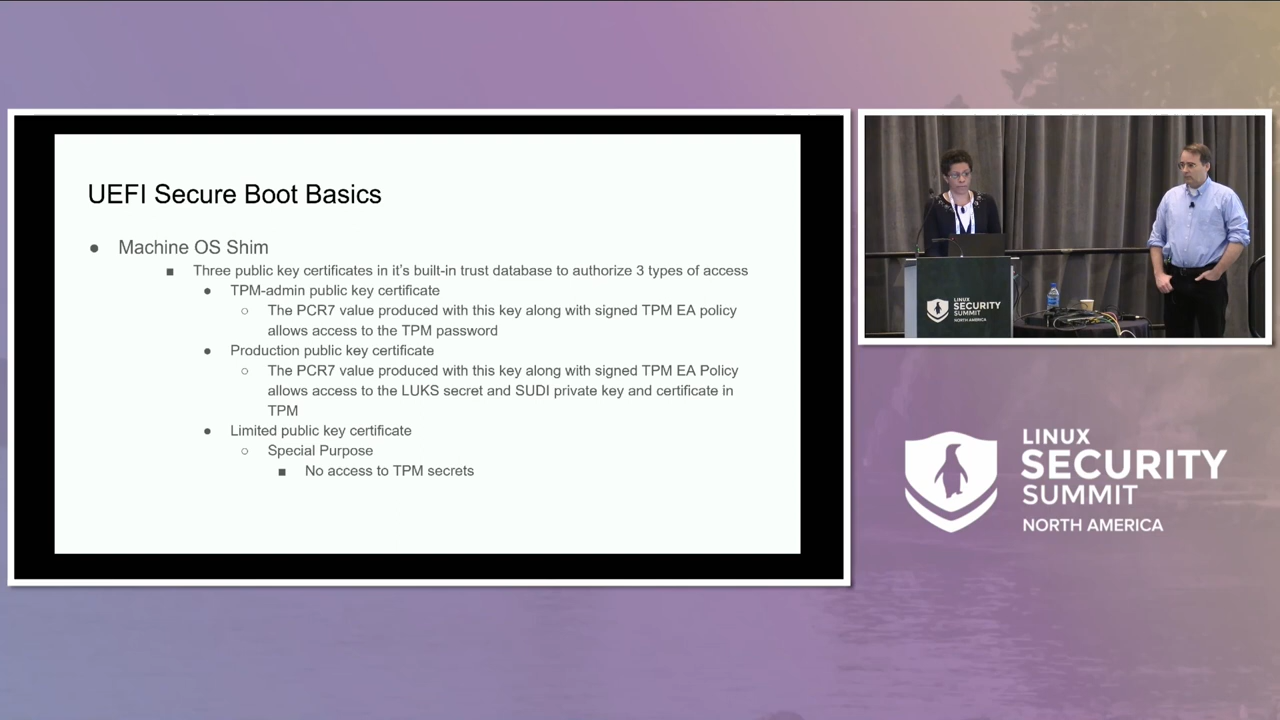 UEFI Secure Boot Basics
● Machine OS Shim
■ Three public key certificates in it's built-in trust database to authorize 3 types of access
● TPM-admin public key certificate
○ The PCR7 value produced with this key along with signed TPM EA policy
allows access to the TPM password
● Production public key certificate
○ The PCR7 value produced with this key along with signed TPM EA Policy
allows access to the LUKS secret and SUDI private key and certificate in
TPM
● Limited public key certificate
○ Special Purpose
■ No access to TPM secrets
LINUX
SECURITY
SUMMIT
NORTH AMERICA
LINUX
SECURITY
SUMMIT
NORTH AMERICA